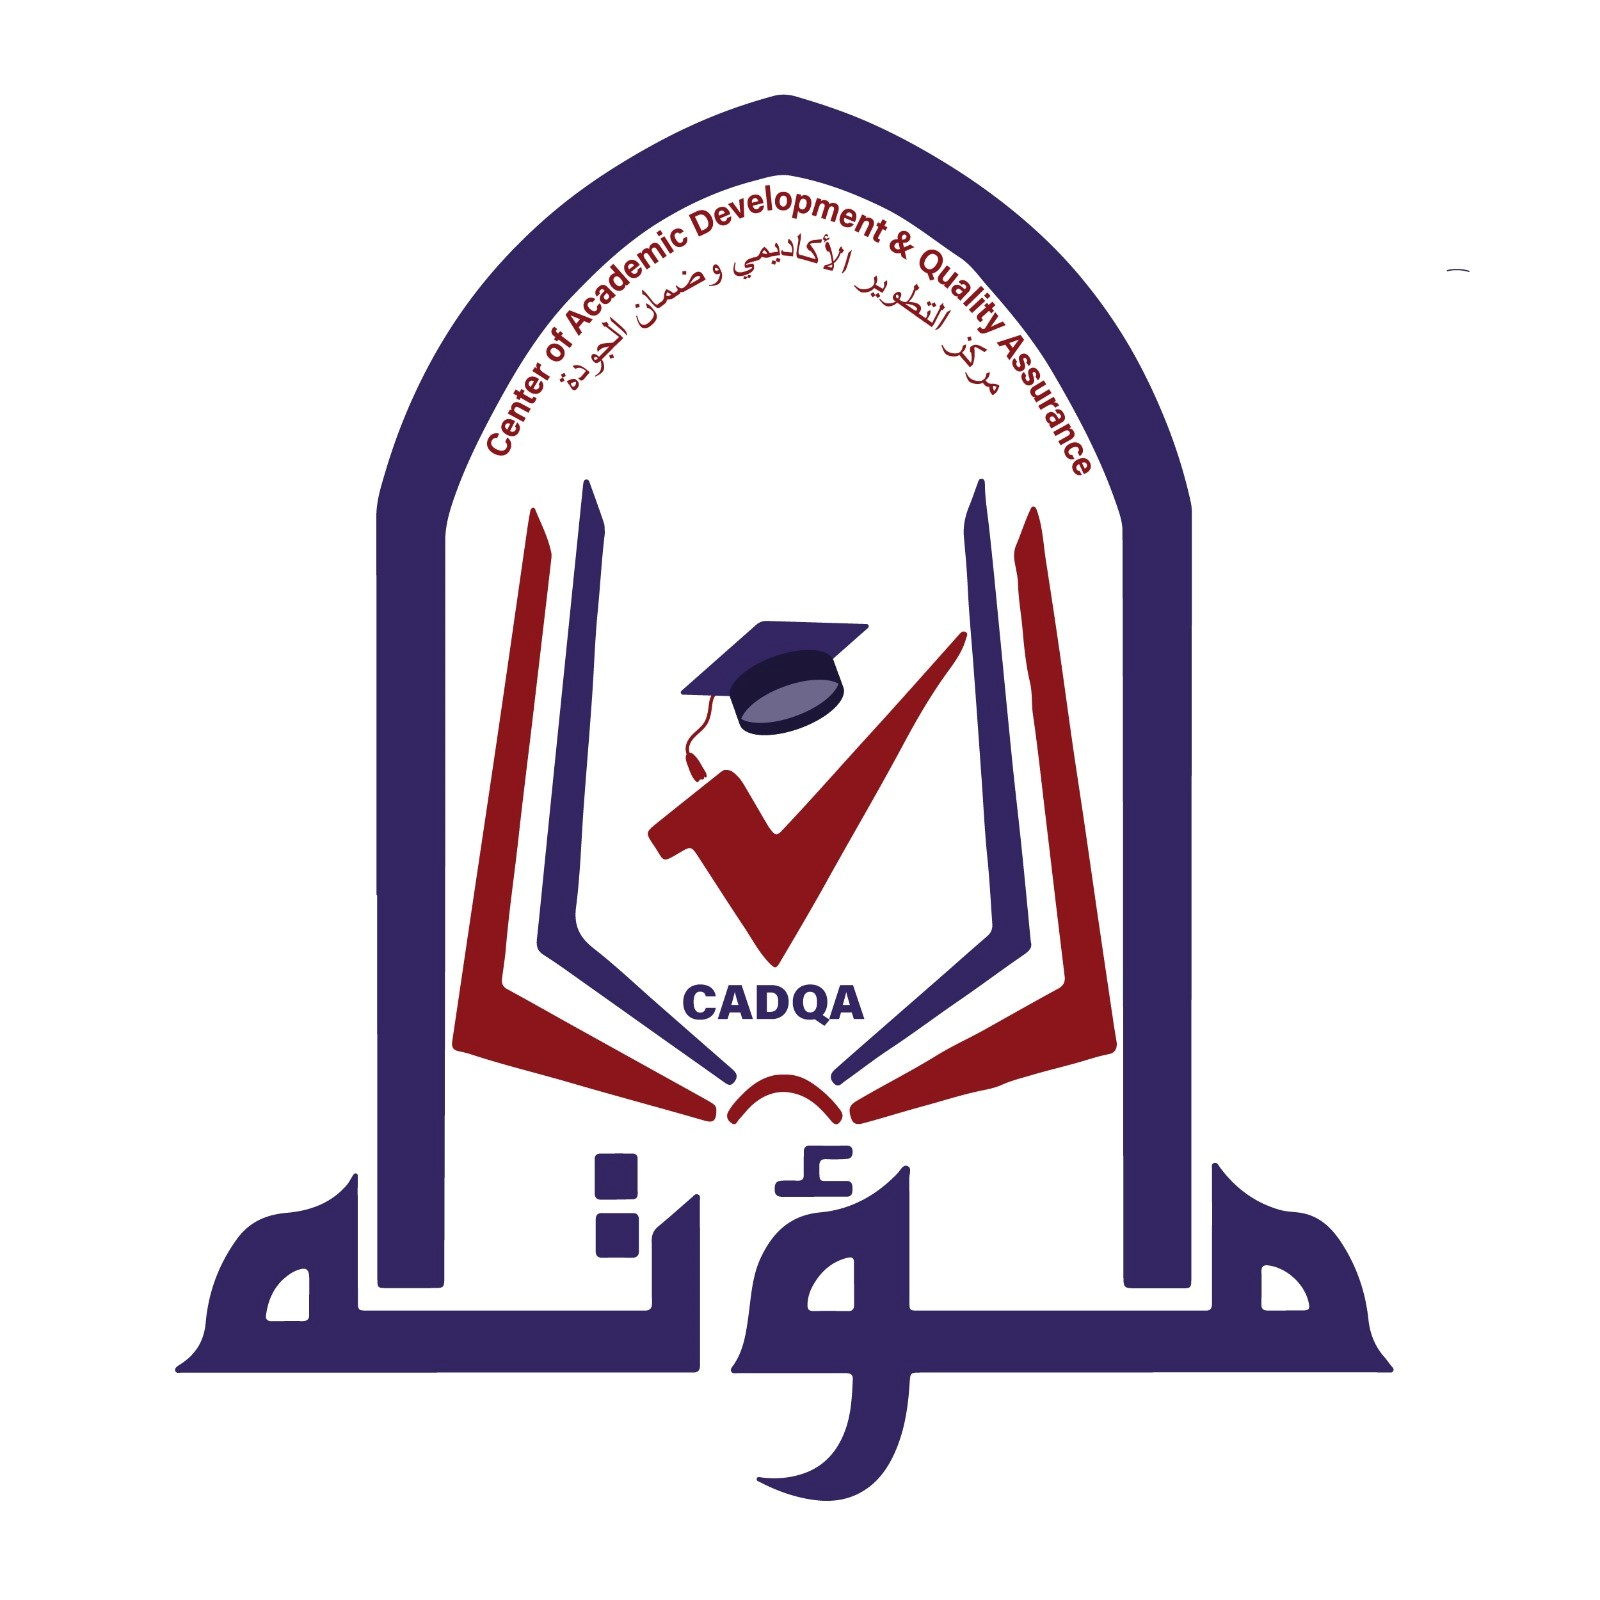 Center of Academic Development & Quality Assurance
مركز التطوير الأكاديمي وضمان الجودة
CADQA
مؤتة